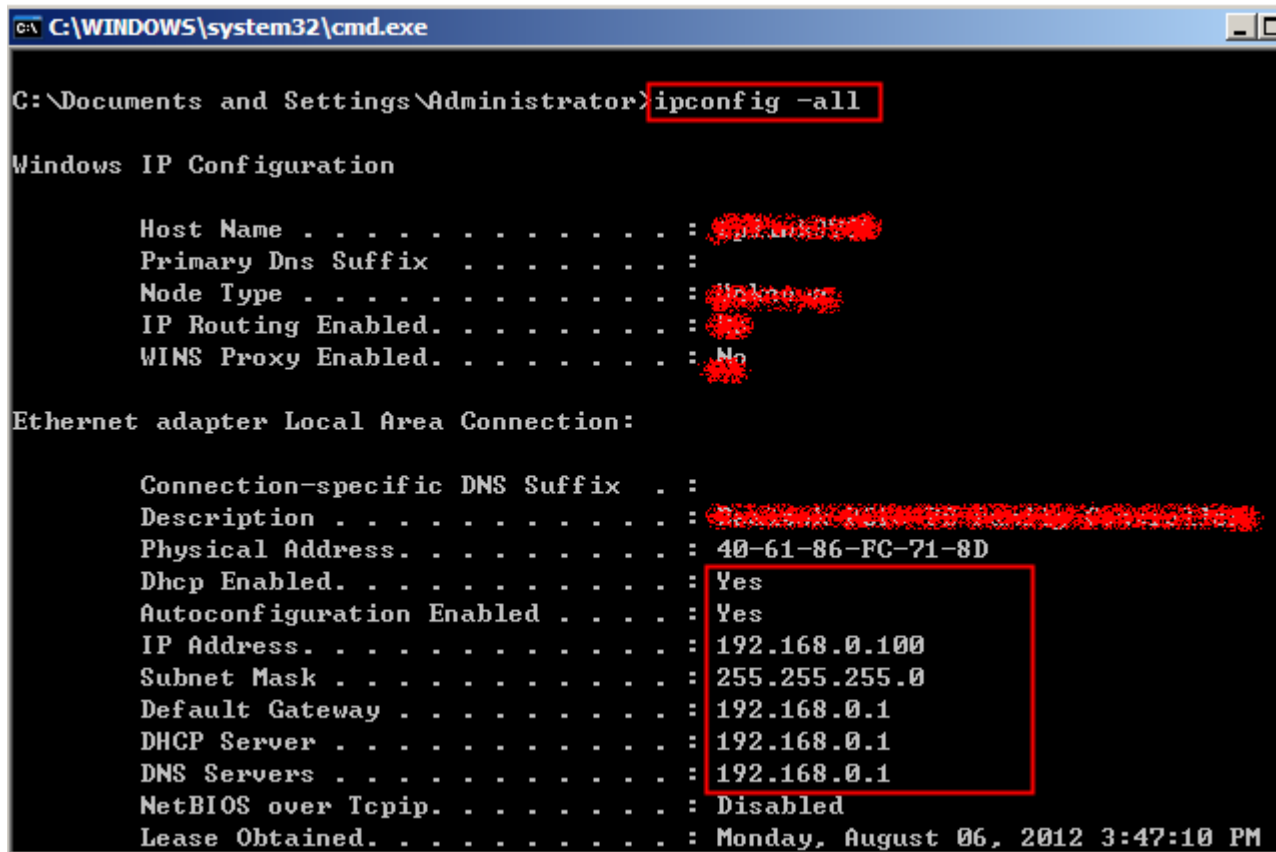 C:\WINDOWS\system32\cmd.exe
C:\Documents and Settings\Administrator>ipconfig -all
Windows IP Configuration
Host Name . . . . . . . . . . . . :
Primary Dns Suffix . . . . . . . :
Node Type . . . . . . . . . . . . :
IP Routing Enabled. . . . . . . . :
WINS Proxy Enabled. . . . . . . . : No
Ethernet adapter Local Area Connection:
Connection-specific DNS Suffix . :
Description . . . . . . . . . . . :
Physical Address. . . . . . . . . : 40-61-86-FC-71-8D
Dhcp Enabled. . . . . . . . . . . : Yes
Autoconfiguration Enabled . . . . : Yes
IP Address. . . . . . . . . . . . : 192.168.0.100
Subnet Mask . . . . . . . . . . . : 255.255.255.0
Default Gateway . . . . . . . . . : 192.168.0.1
DHCP Server . . . . . . . . . . . : 192.168.0.1
DNS Servers . . . . . . . . . . . : 192.168.0.1
NetBIOS over Tcpip. . . . . . . . : Disabled
Lease Obtained. . . . . . . . . . : Monday, August 06, 2012 3:47:10 PM